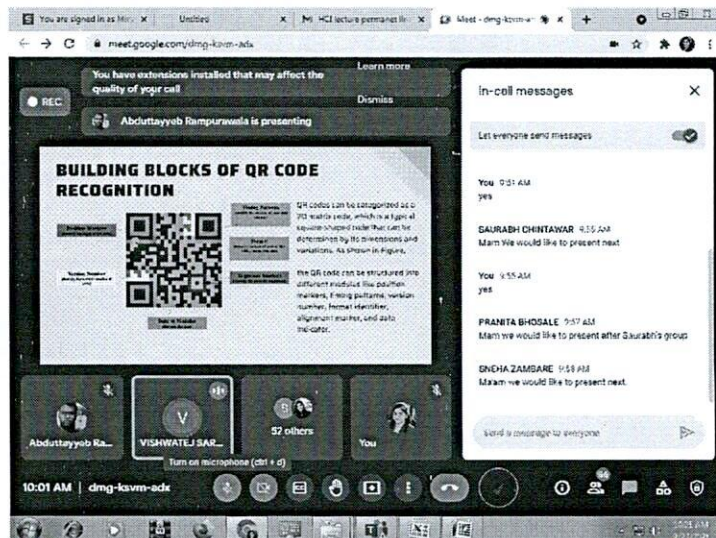 You are signed in as Mer
Untitled
HCI lecture permanet li
Meet - dmg-ksvm-a
meet.google.com/dmg-ksvm-adx
REC
You have extensions installed that may affect the quality of your call
Learn more
Dismiss
Abduttayyeb Rampurawala is presenting
BUILDING BLOCKS OF QR CODE
RECOGNITION
QR codes can be categorized as a
2D matrix code, which is a type of
square-shaped code that can be
determined by its dimensions and
variations. As shown in Figure,
the QR code can be structured into
different modules like position
markers, timing patterns, version
number, format identifier,
alignment marker, and data
indicator.
Abduttayyeb Ra...
V
VISHWATEJ SAR...
S
52 others
You
Turn on microphone (ctrl + d)
10:01 AM | dmg-ksvm-adx
In-call messages
Let everyone send messages
You 9:51 AM
yes
SAURABH CHINTAWAR 9:55 AM
Mam We would like to present next
You 9:55 AM
yes
PRANITA BHOSALE 9:57 AM
Mam we would like to present after Saurabh's group
SNEHA ZAMBARE 9:58 AM
Ma'am we would like to present next.
Send a message to everyone